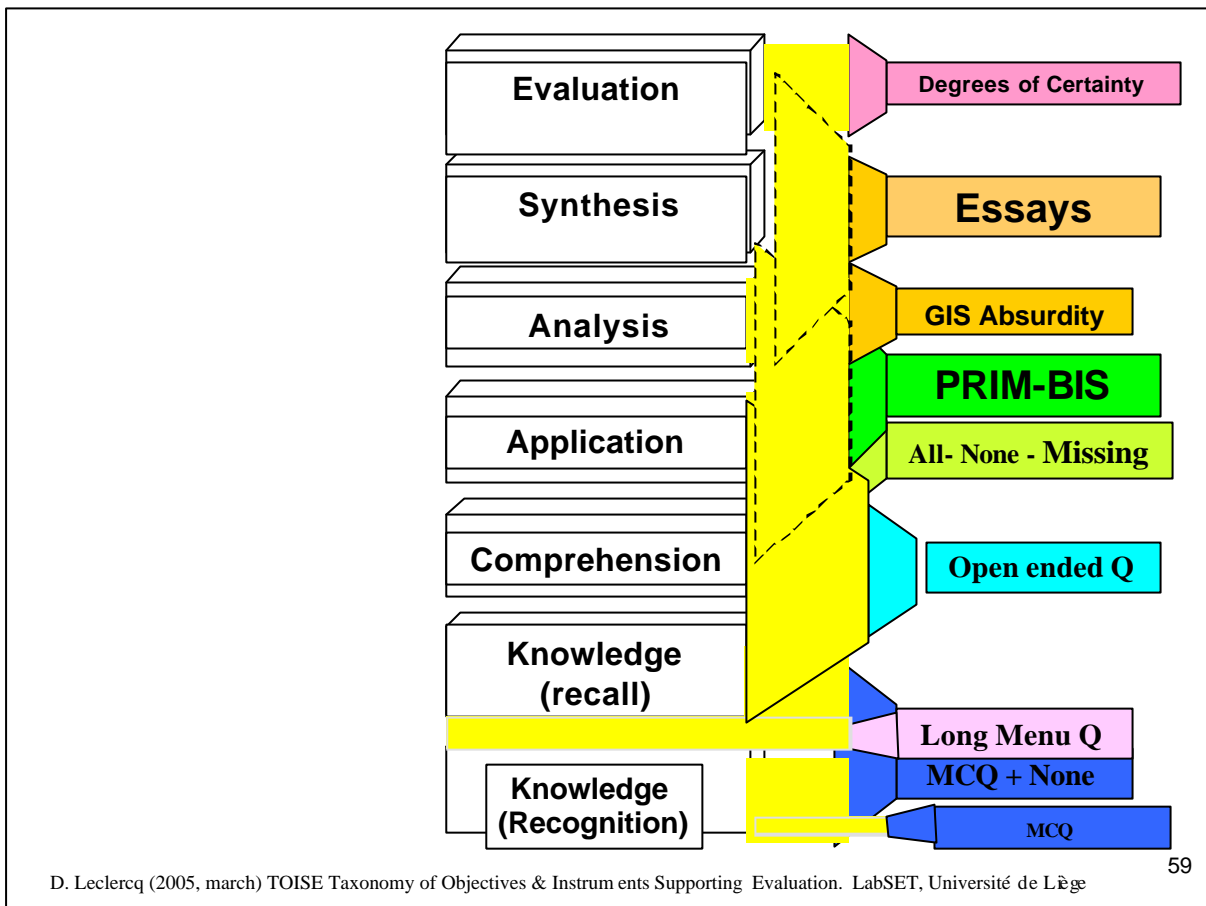 Evaluation
Degrees of Certainty
Synthesis
Essays
Analysis
GIS Absurdity
PRIM-BIS
Application
All- None - Missing
Comprehension
Open ended Q
Knowledge
(recall)
Long Menu Q
MCQ + None
Knowledge
(Recognition)
MCQ
59
D. Leclercq (2005, march) TOISE Taxonomy of Objectives & Instrum ents Supporting Evaluation. LabSET, Université de Liège